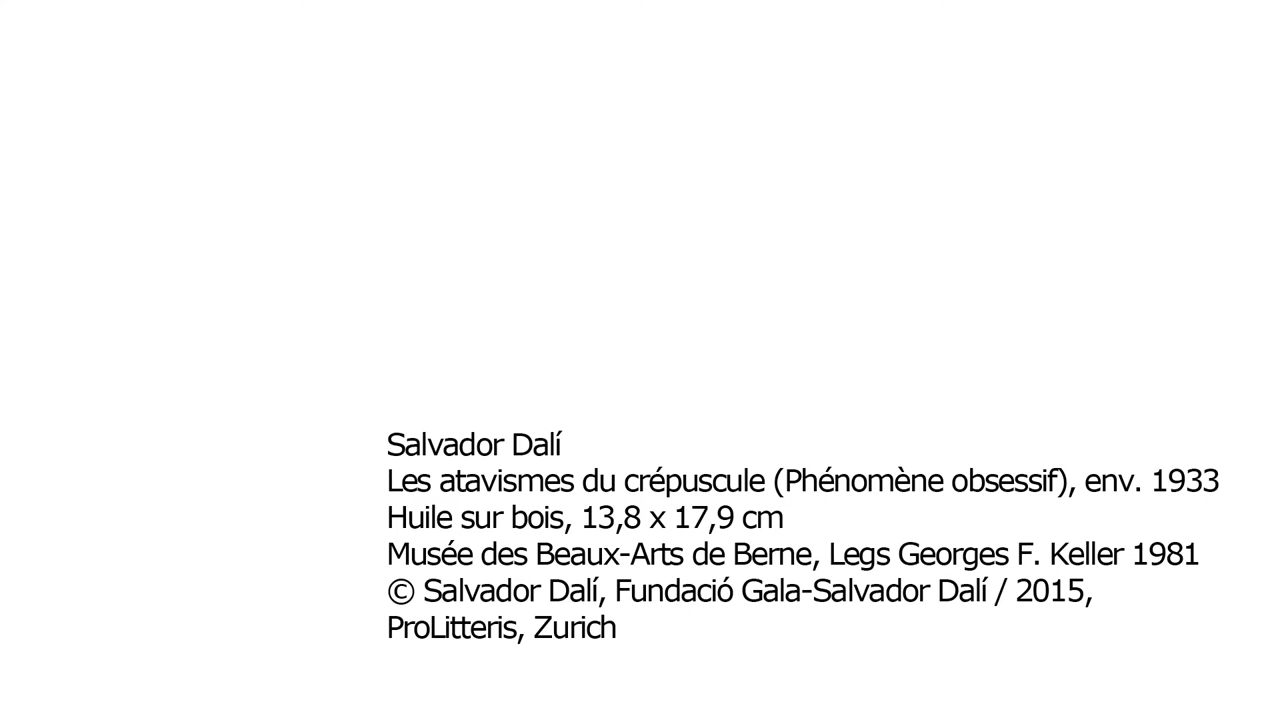 Salvador Dalí
Les atavismes du crépuscule (Phénomène obsessif), env. 1933
Huile sur bois, 13,8 x 17,9 cm
Musée des Beaux-Arts de Berne, Legs Georges F. Keller 1981
© Salvador Dalí, Fundació Gala-Salvador Dalí / 2015,
ProLitteris, Zurich